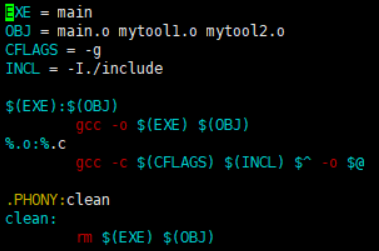 EXE = main
OBJ = main.o mytool1.o mytool2.o
CFLAGS = -g
INCL = -I./include
$(EXE):$(OBJ)
gcc -o $(EXE) $(OBJ)
%.o:%.c
gcc -c $(CFLAGS) $(INCL) $^ -o $@
.PHONY:clean
clean:
rm $(EXE) $(OBJ)